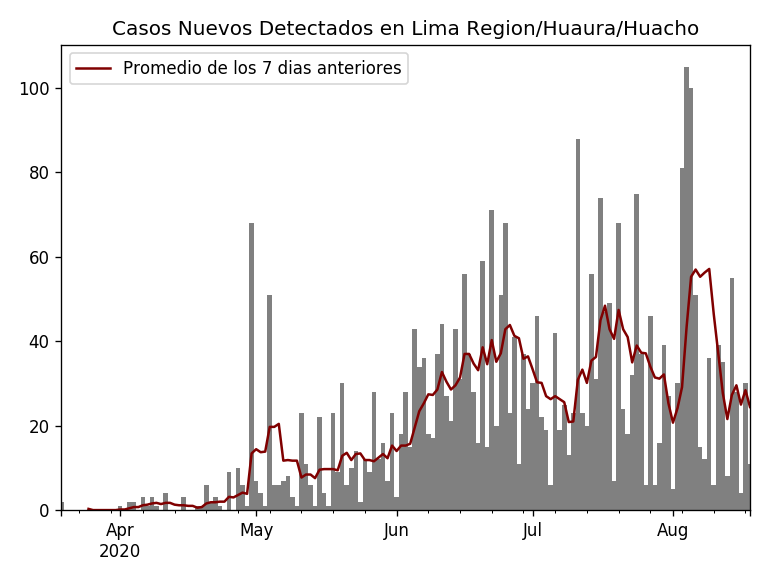 Casos Nuevos Detectados en Lima Region/Huaura/Huacho
Promedio de los 7 dias anteriores
100
80
60
40
20
0
Apr May Jun Jul Aug
2020